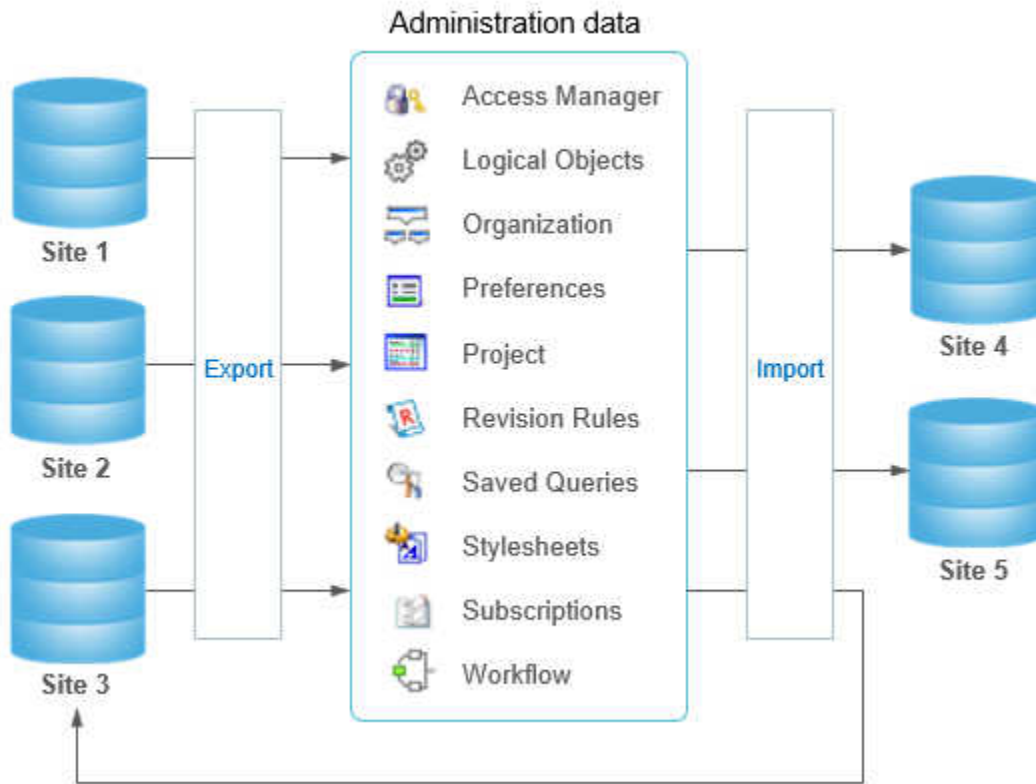 Administration data
Site 1
Site 2
Site 3
Export
Access Manager
Logical Objects
Organization
Preferences
Project
Revision Rules
Saved Queries
Stylesheets
Subscriptions
Workflow
Import
Site 4
Site 5